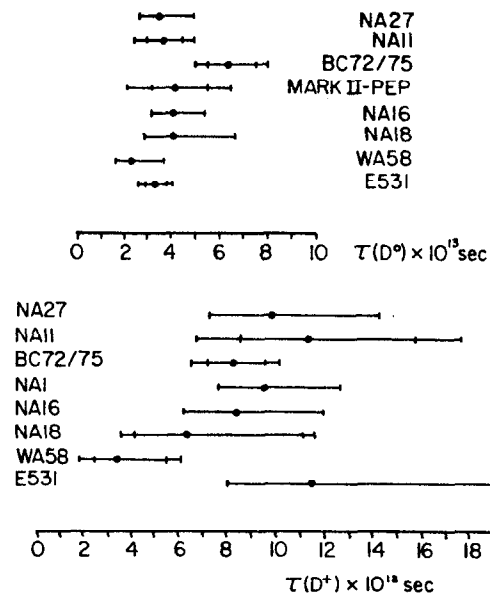 NA27
NA11
BC72/75
MARK II-PEP
NA16
NA18
WA58
E531
0 2 4 6 8 10
τ(D⁰) × 10¹³ sec
NA27
NA11
BC72/75
NA1
NA16
NA18
WA58
E531
0 2 4 6 8 10 12 14 16 18
τ(D⁺) × 10¹³ sec